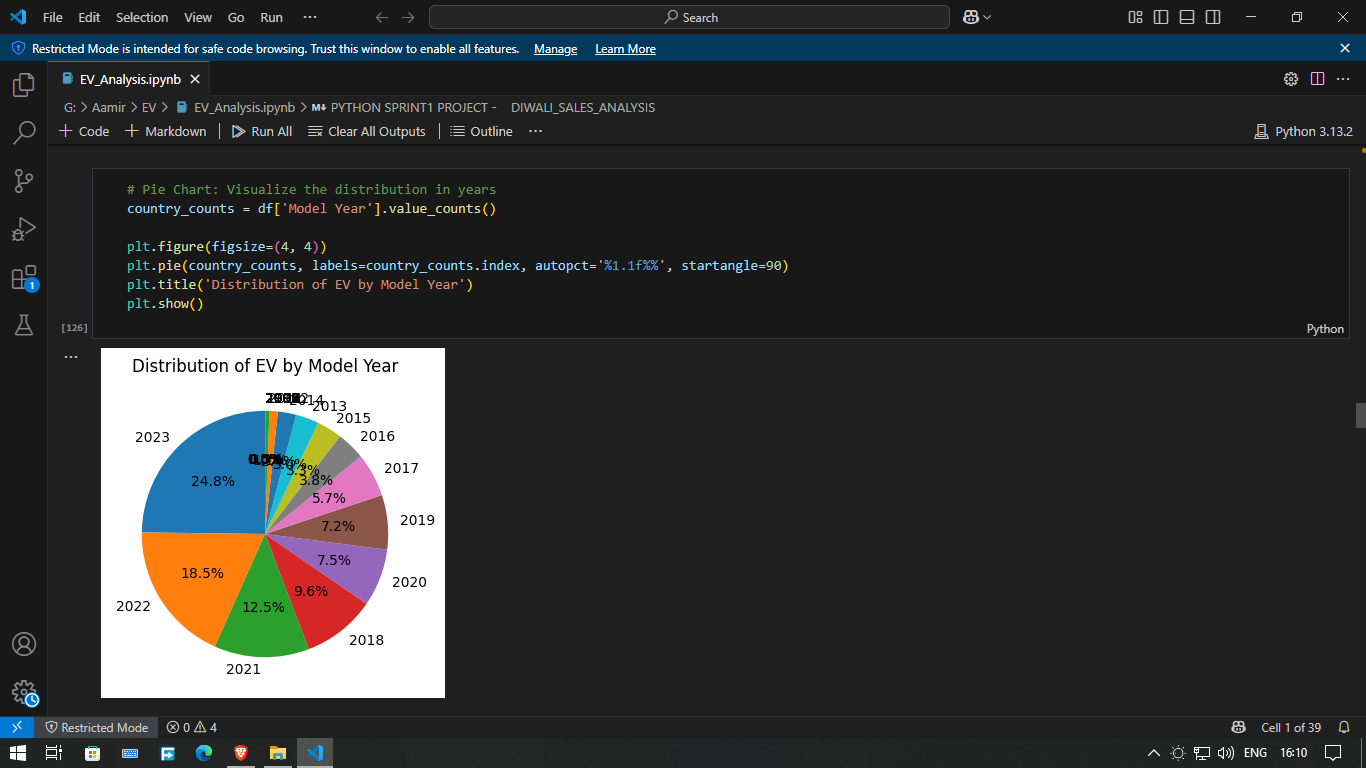 File Edit Selection View Go Run ··· Search
Restricted Mode is intended for safe code browsing. Trust this window to enable all features. Manage Learn More
EV_Analysis.ipynb
G: > Aamir > EV > EV_Analysis.ipynb > PYTHON SPRINT1 PROJECT - DIWALI_SALES_ANALYSIS
+ Code + Markdown Run All Clear All Outputs Outline ··· Python 3.13.2
# Pie Chart: Visualize the distribution in years
country_counts = df['Model Year'].value_counts()
plt.figure(figsize=(4, 4))
plt.pie(country_counts, labels=country_counts.index, autopct='%1.1f%%', startangle=90)
plt.title('Distribution of EV by Model Year')
plt.show()
[126] Python
Distribution of EV by Model Year
2014
2013
2015
2016
2023
2017
24.8%
3.3%
3.8%
5.7%
2019
7.2%
7.5%
18.5%
2020
9.6%
2022
12.5%
2018
2021
1
Restricted Mode 0 4 Cell 1 of 39
ENG 16:10